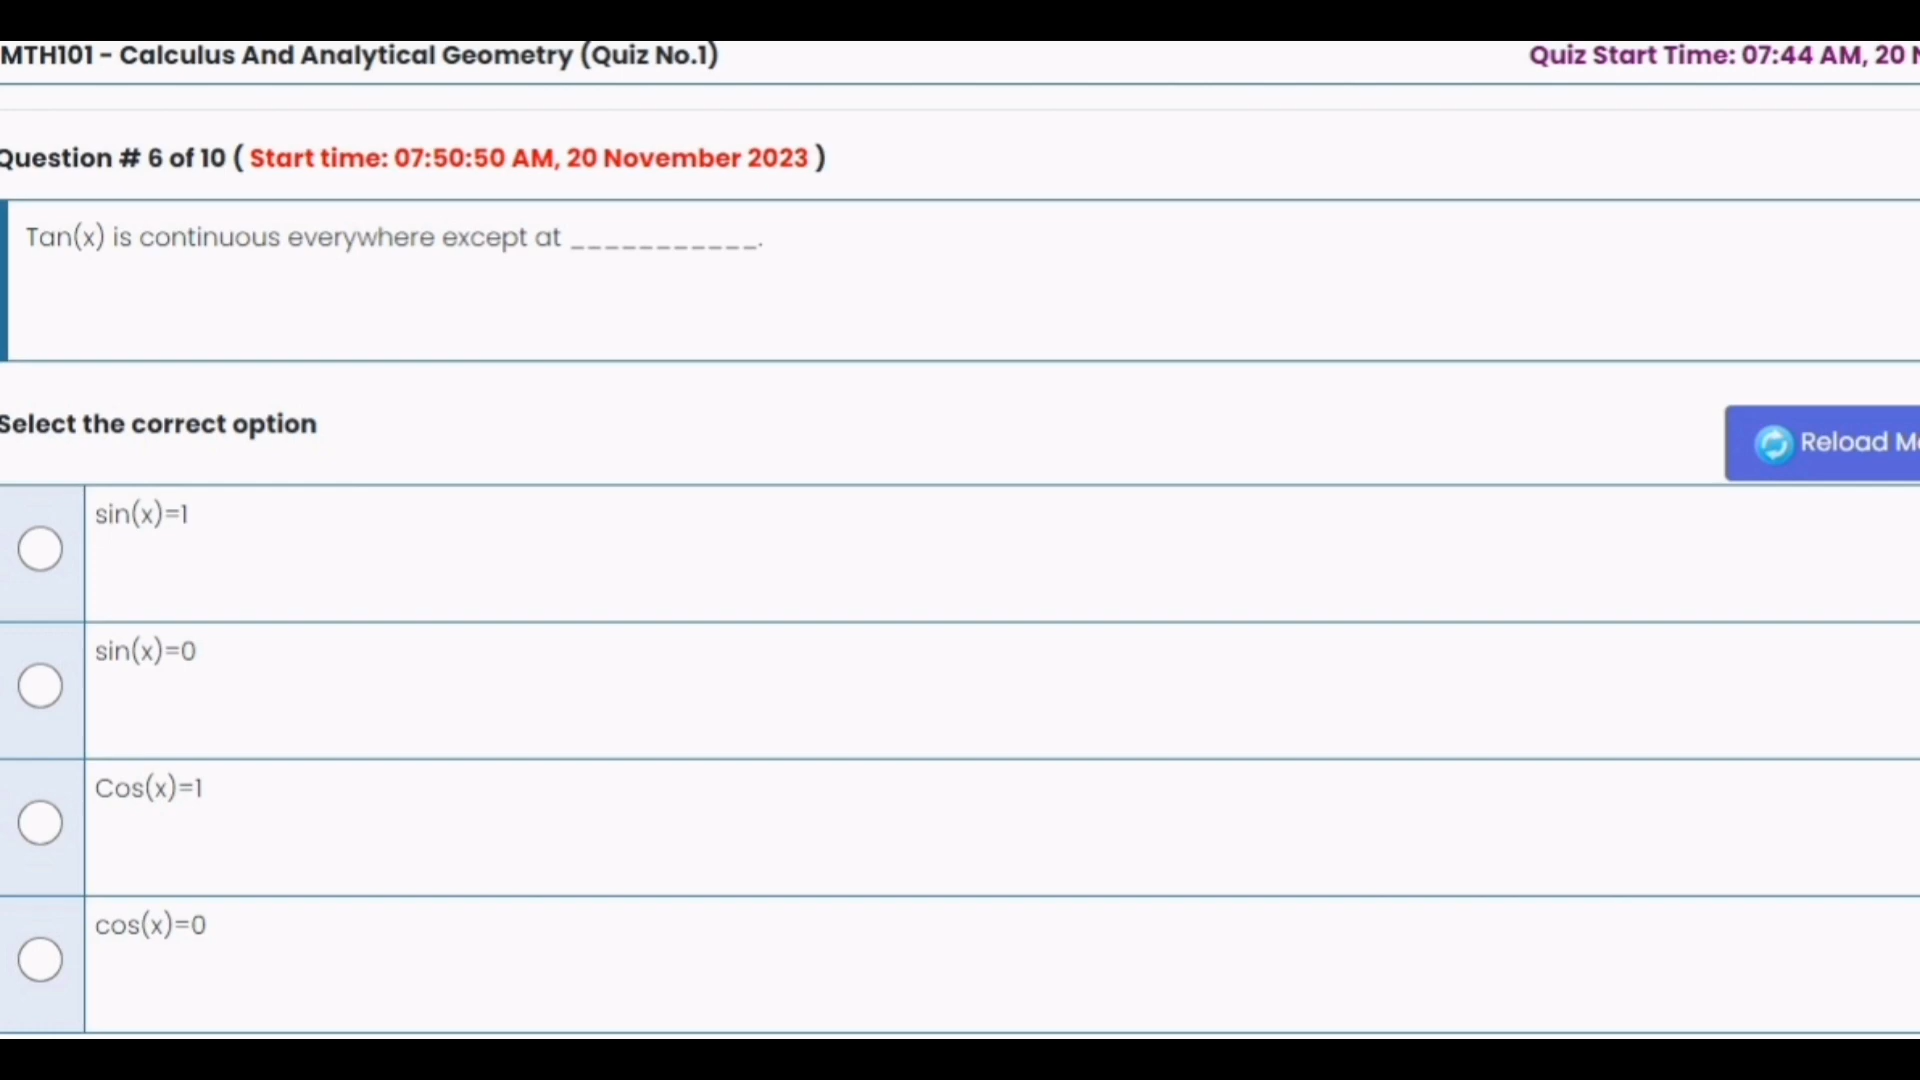 MTH101 - Calculus And Analytical Geometry (Quiz No.1)
Quiz Start Time: 07:44 AM, 20
Question # 6 of 10 ( Start time: 07:50:50 AM, 20 November 2023 )
Tan(x) is continuous everywhere except at ___________.
Select the correct option
Reload
sin(x)=1
sin(x)=0
Cos(x)=1
cos(x)=0